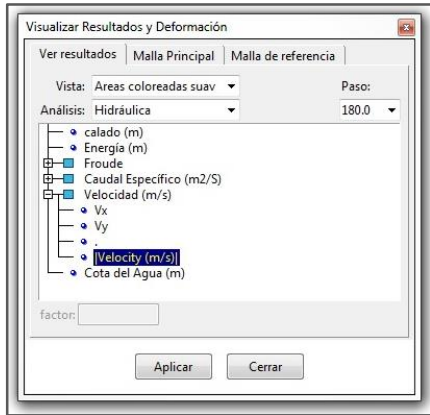 Visualizar Resultados y Deformación
Ver resultados Malla Principal Malla de referencia
Vista: Areas coloreadas suav Paso:
Análisis: Hidráulica 180.0
calado (m)
Energía (m)
Froude
Caudal Específico (m2/S)
Velocidad (m/s)
Vx
Vy
.
|Velocity (m/s)|
Cota del Agua (m)
factor:
Aplicar Cerrar